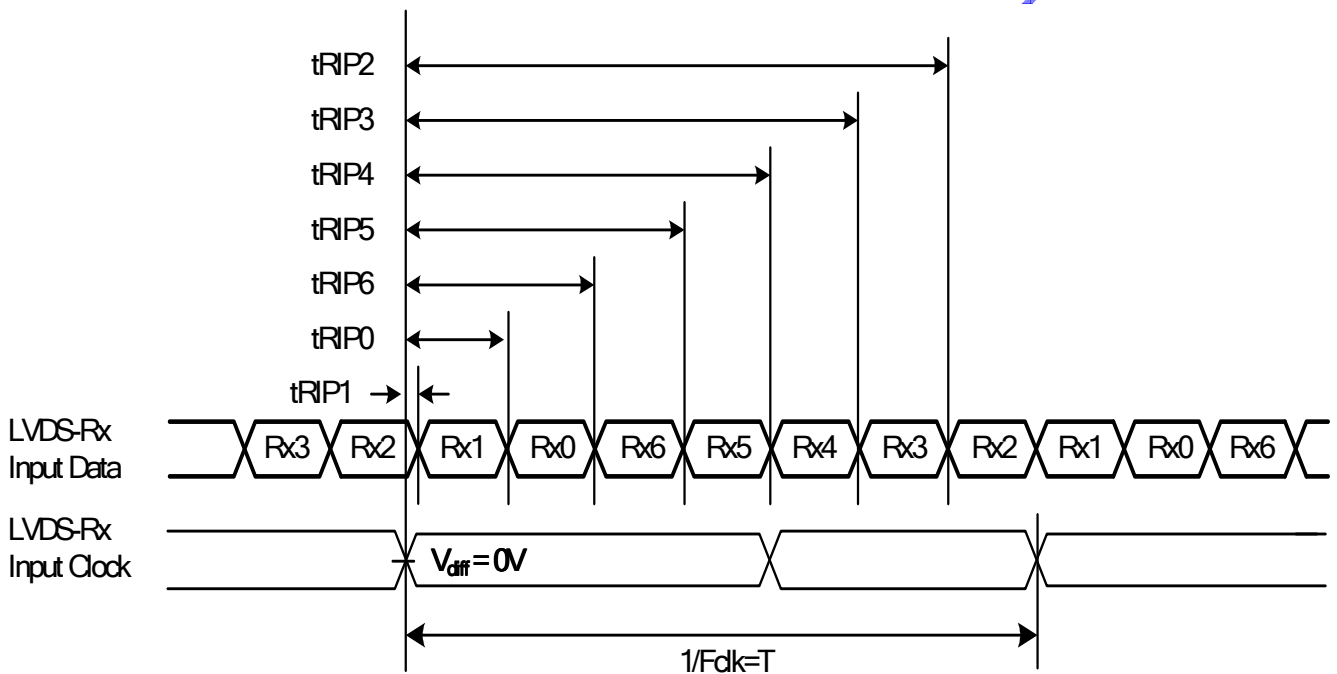 tRIP2
tRIP3
tRIP4
tRIP5
tRIP6
tRIP0
tRIP1
LVDS-Rx
Input Data
Rx3 Rx2 Rx1 Rx0 Rx6 Rx5 Rx4 Rx3 Rx2 Rx1 Rx0 Rx6
LVDS-Rx
Input Clock
Vdiff = 0V
1/Fclk=T